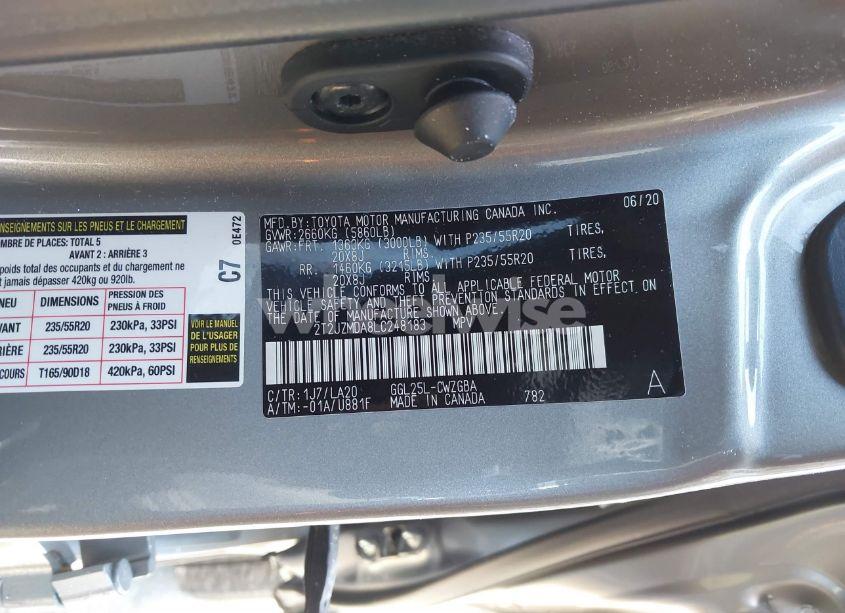 RENSEIGNEMENTS SUR LES PNEUS ET LE CHARGEMENT
OMBRE DE PLACES: TOTAL 5
AVANT 2 : ARRIÈRE 3
poids total des occupants et du chargement ne
t jamais dépasser 420kg ou 920lb.
C7
0E472
NEU DIMENSIONS PRESSION DES PNEUS À FROID
VANT 235/55R20 230kPa, 33PSI
RIÈRE 235/55R20 230kPa, 33PSI
COURS T165/90D18 420kPa, 60PSI
VOIR LE MANUEL
DE L'USAGER
POUR PLUS DE
RENSEIGNEMENTS
MFD.BY:TOYOTA MOTOR MANUFACTURING CANADA INC. 06/20
GVWR:2660KG (5860LB)
GAWR:FRT. 1360KG (3000LB) WITH P235/55R20 TIRES,
20X8J RIMS
RR. 1460KG (3215LB) WITH P235/55R20 TIRES,
20X8J RIMS
THIS VEHICLE CONFORMS TO ALL APPLICABLE FEDERAL MOTOR
VEHICLE SAFETY AND THEFT PREVENTION STANDARDS IN EFFECT ON
THE DATE OF MANUFACTURE SHOWN ABOVE.
2T2JZMDA8LC248183 MPV
wheelwise
C/TR:1J7/LA20 GGL25L-CWZGBA
A/TM:-01A/U881F MADE IN CANADA 782
A